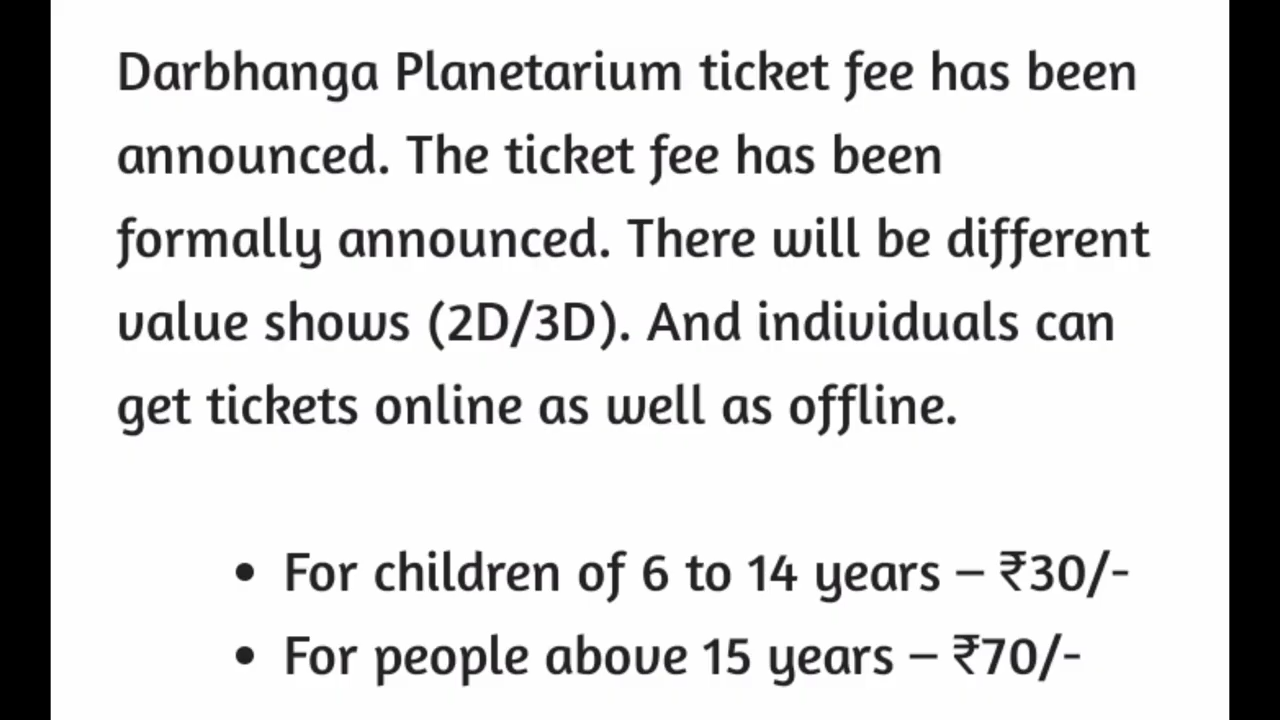 Darbhanga Planetarium ticket fee has been
announced. The ticket fee has been
formally announced. There will be different
value shows (2D/3D). And individuals can
get tickets online as well as offline.
• For children of 6 to 14 years – ₹30/-
• For people above 15 years – ₹70/-